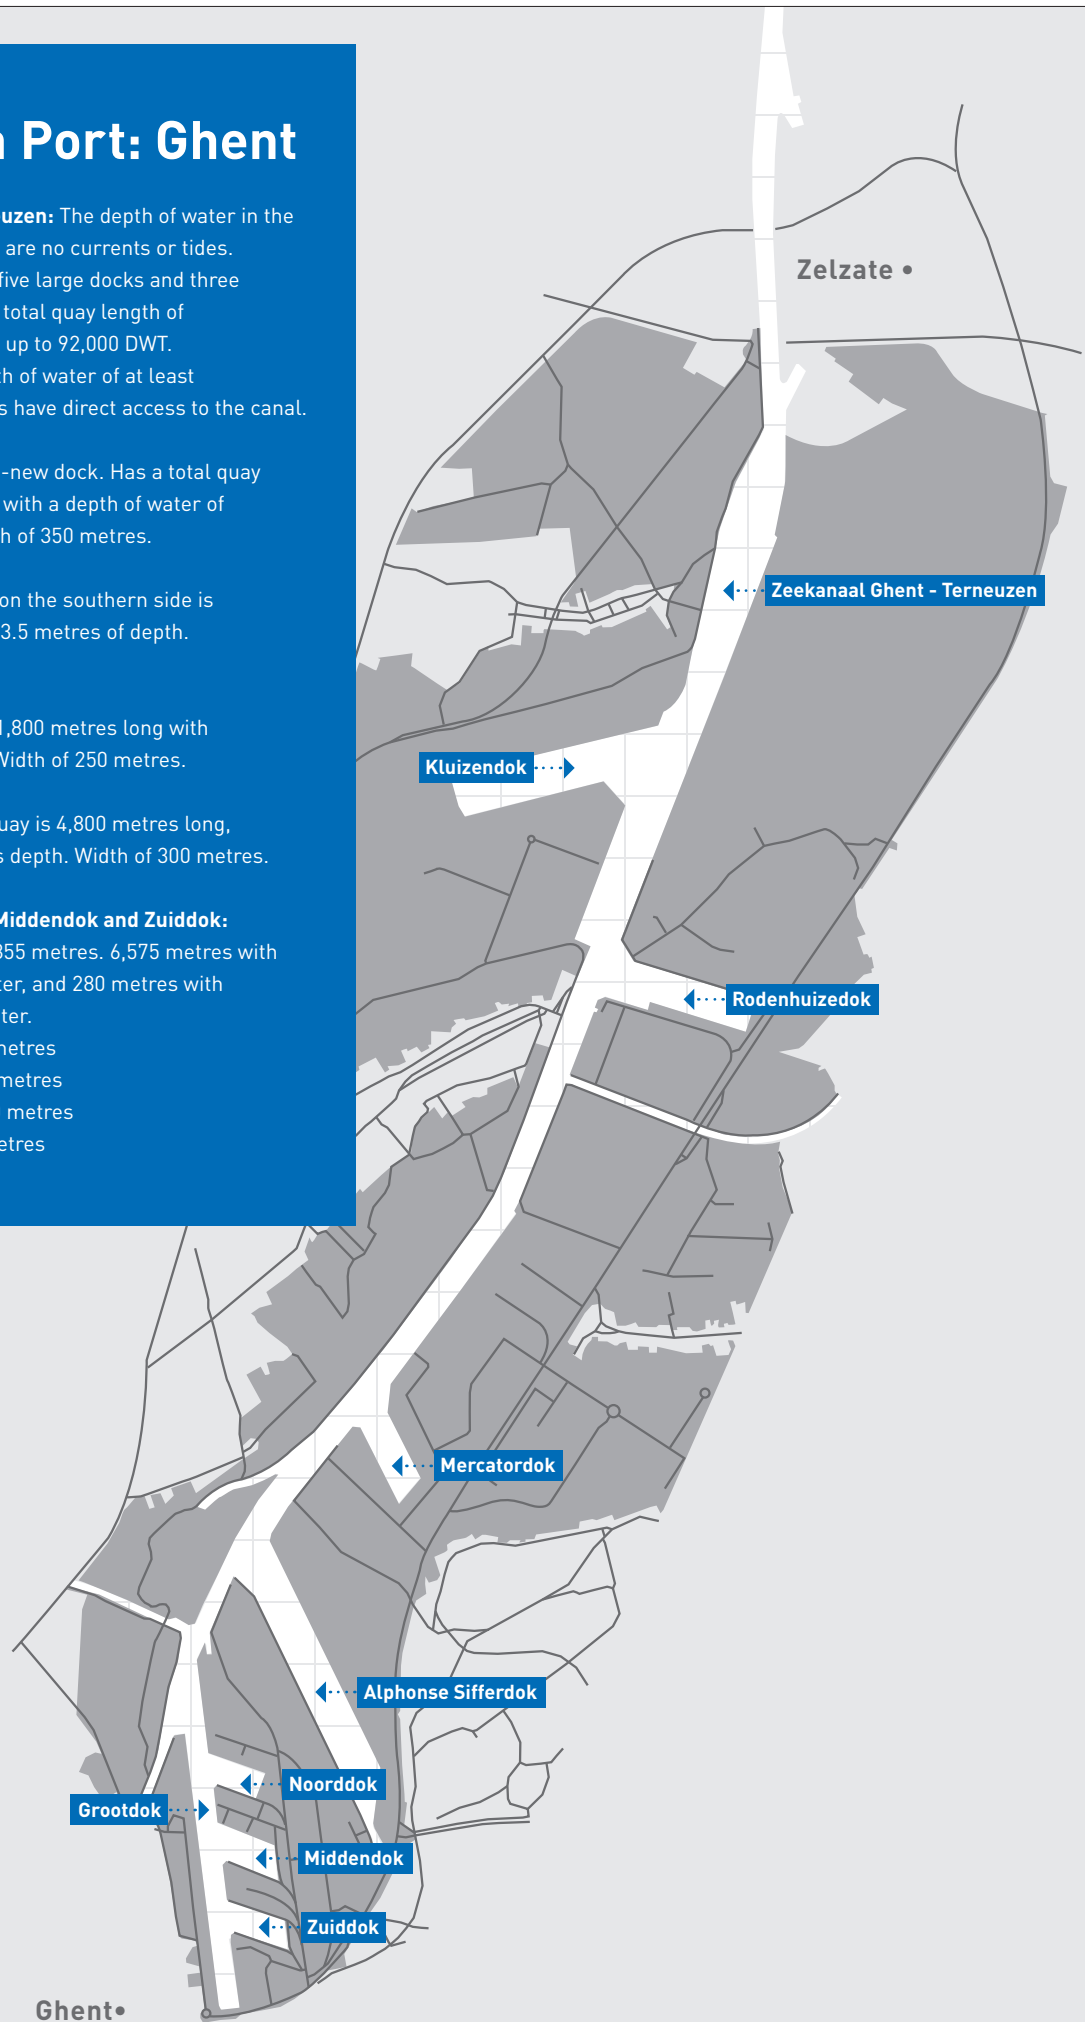 Port: Ghent
uzen: The depth of water in the
are no currents or tides.
five large docks and three
total quay length of
up to 92,000 DWT.
th of water of at least
s have direct access to the canal.
-new dock. Has a total quay
with a depth of water of
h of 350 metres.
on the southern side is
3.5 metres of depth.
1,800 metres long with
Width of 250 metres.
uay is 4,800 metres long,
s depth. Width of 300 metres.
Middendok and Zuiddok:
355 metres. 6,575 metres with
ter, and 280 metres with
ter.
metres
metres
metres
etres
Zelzate
Zeekanaal Ghent - Terneuzen
Kluizendok
Rodenhuizedok
Mercatordok
Alphonse Sifferdok
Noorddok
Grootdok
Middendok
Zuiddok
Ghent